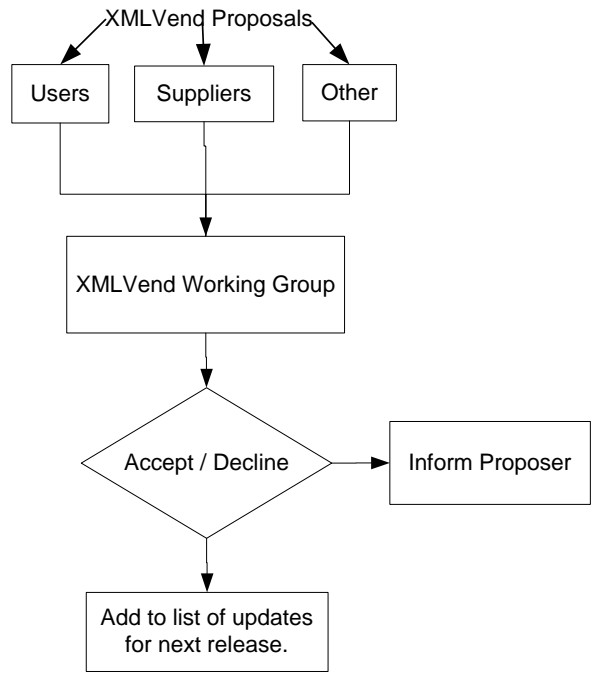 XMLVend Proposals
Users
Suppliers
Other
XMLVend Working Group
Accept / Decline
Inform Proposer
Add to list of updates
for next release.